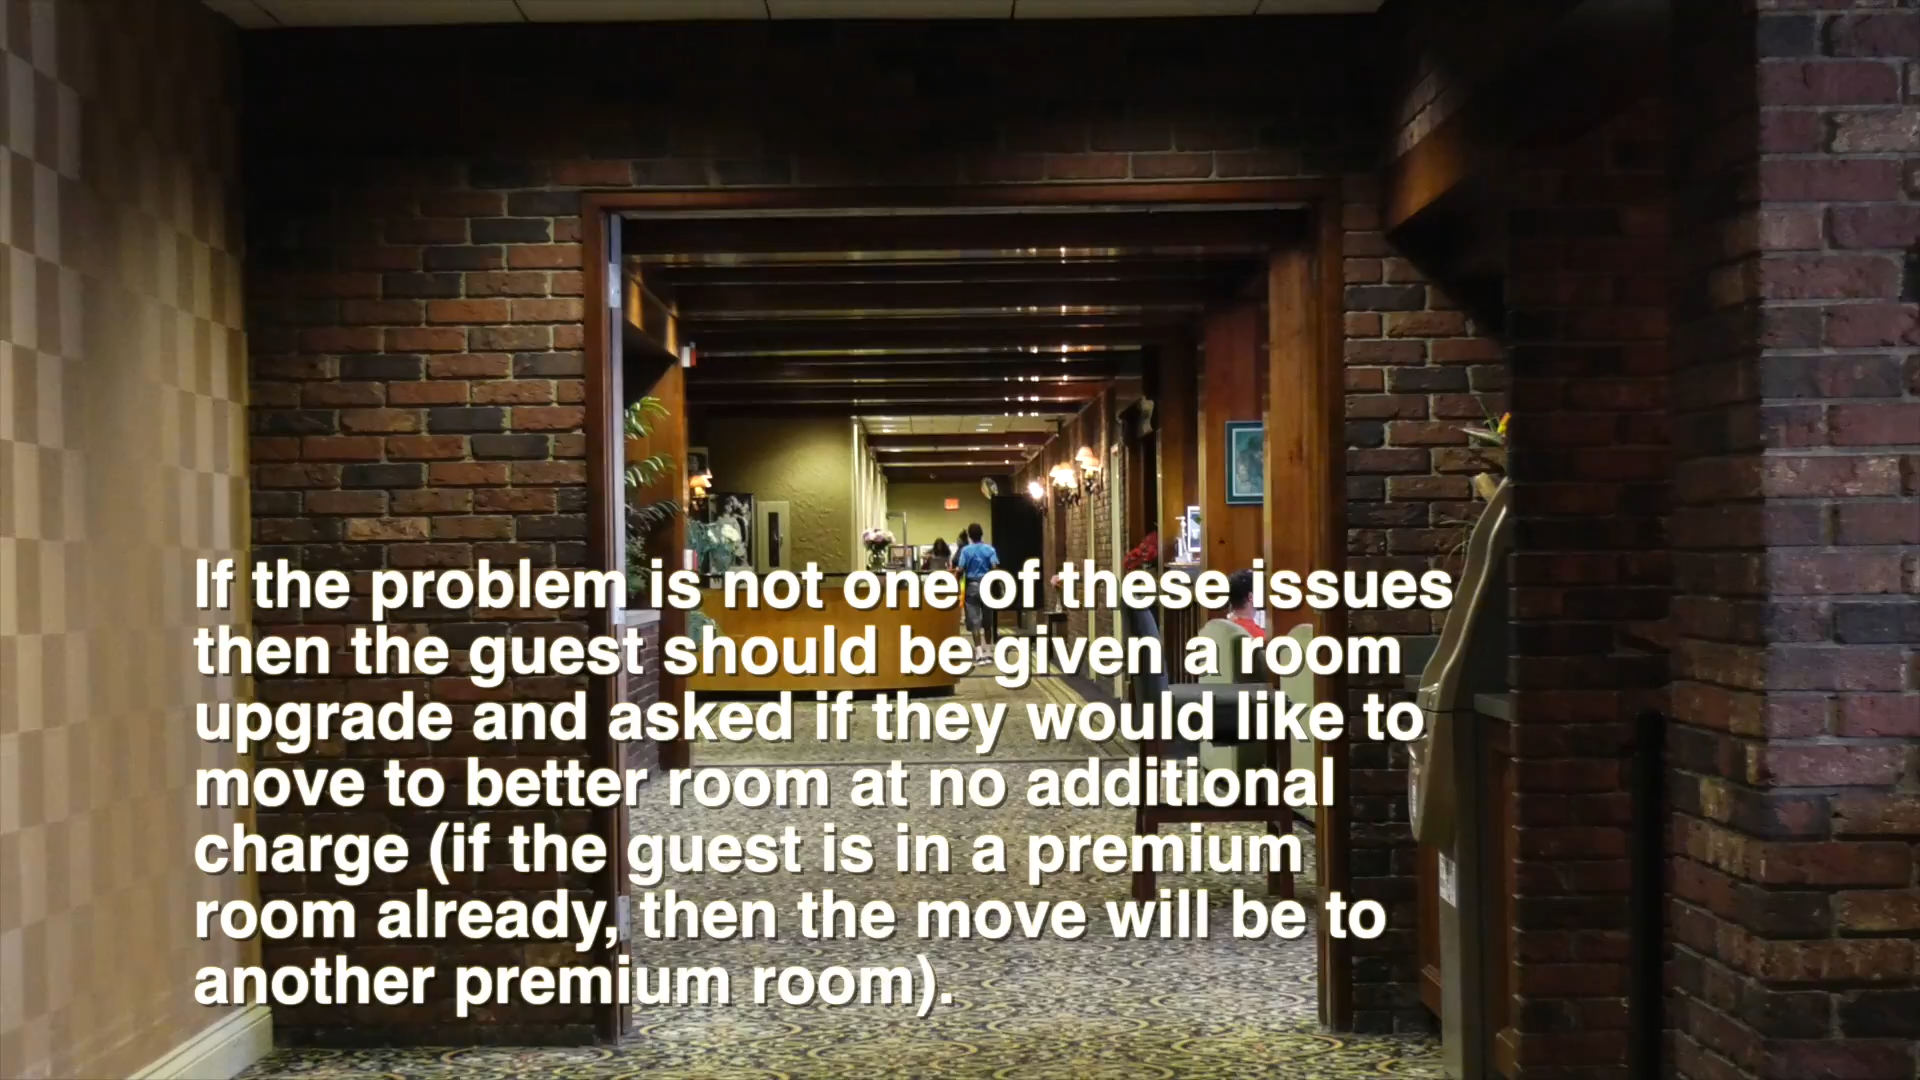 If the problem is not one of these issues
then the guest should be given a room
upgrade and asked if they would like to
move to better room at no additional
charge (if the guest is in a premium
room already, then the move will be to
another premium room).